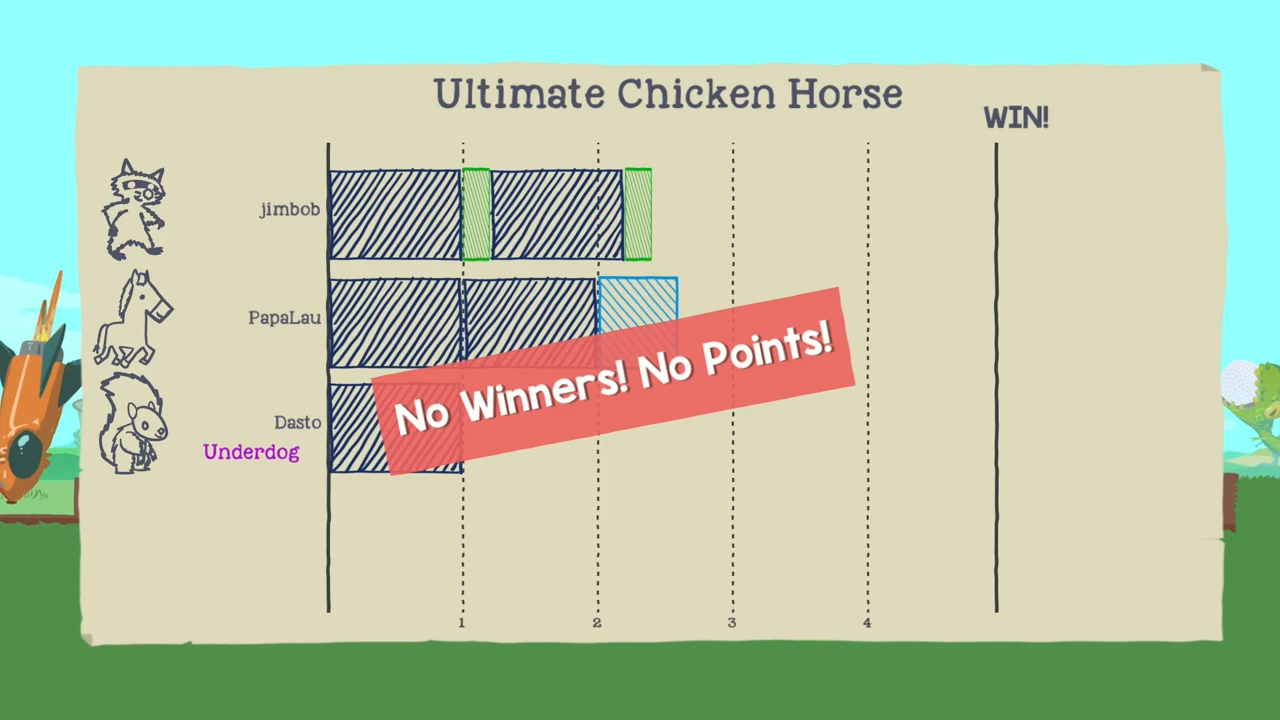 Ultimate Chicken Horse
WIN!
jimbob
PapaLau
No Winners! No Points!
Dasto
Underdog
1 2 3 4